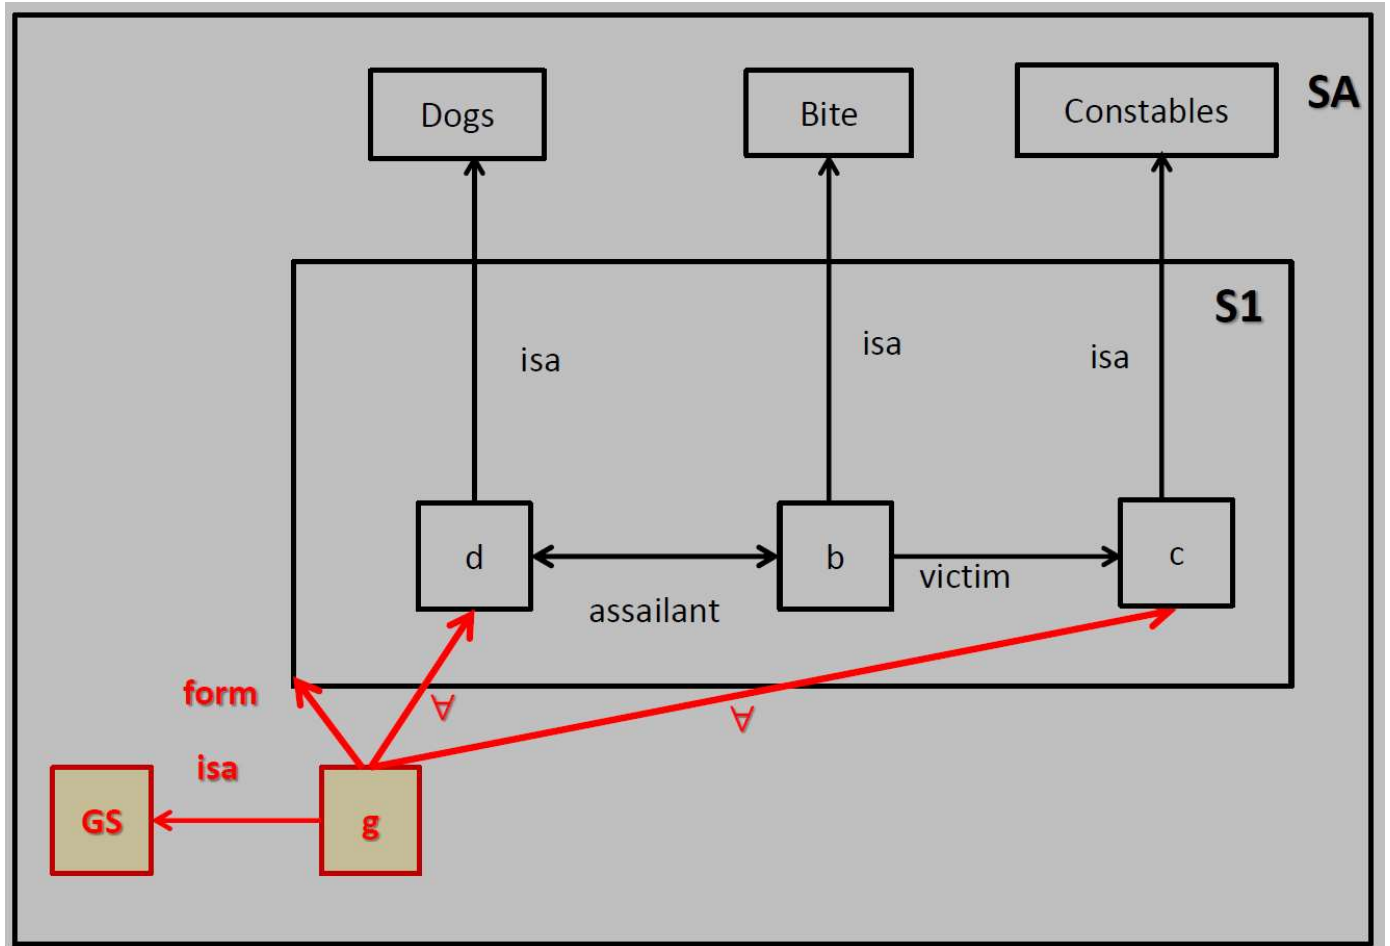 SA
Dogs
Bite
Constables
S1
isa
isa
isa
d
b
c
assailant
victim
form
∀
∀
isa
GS
g